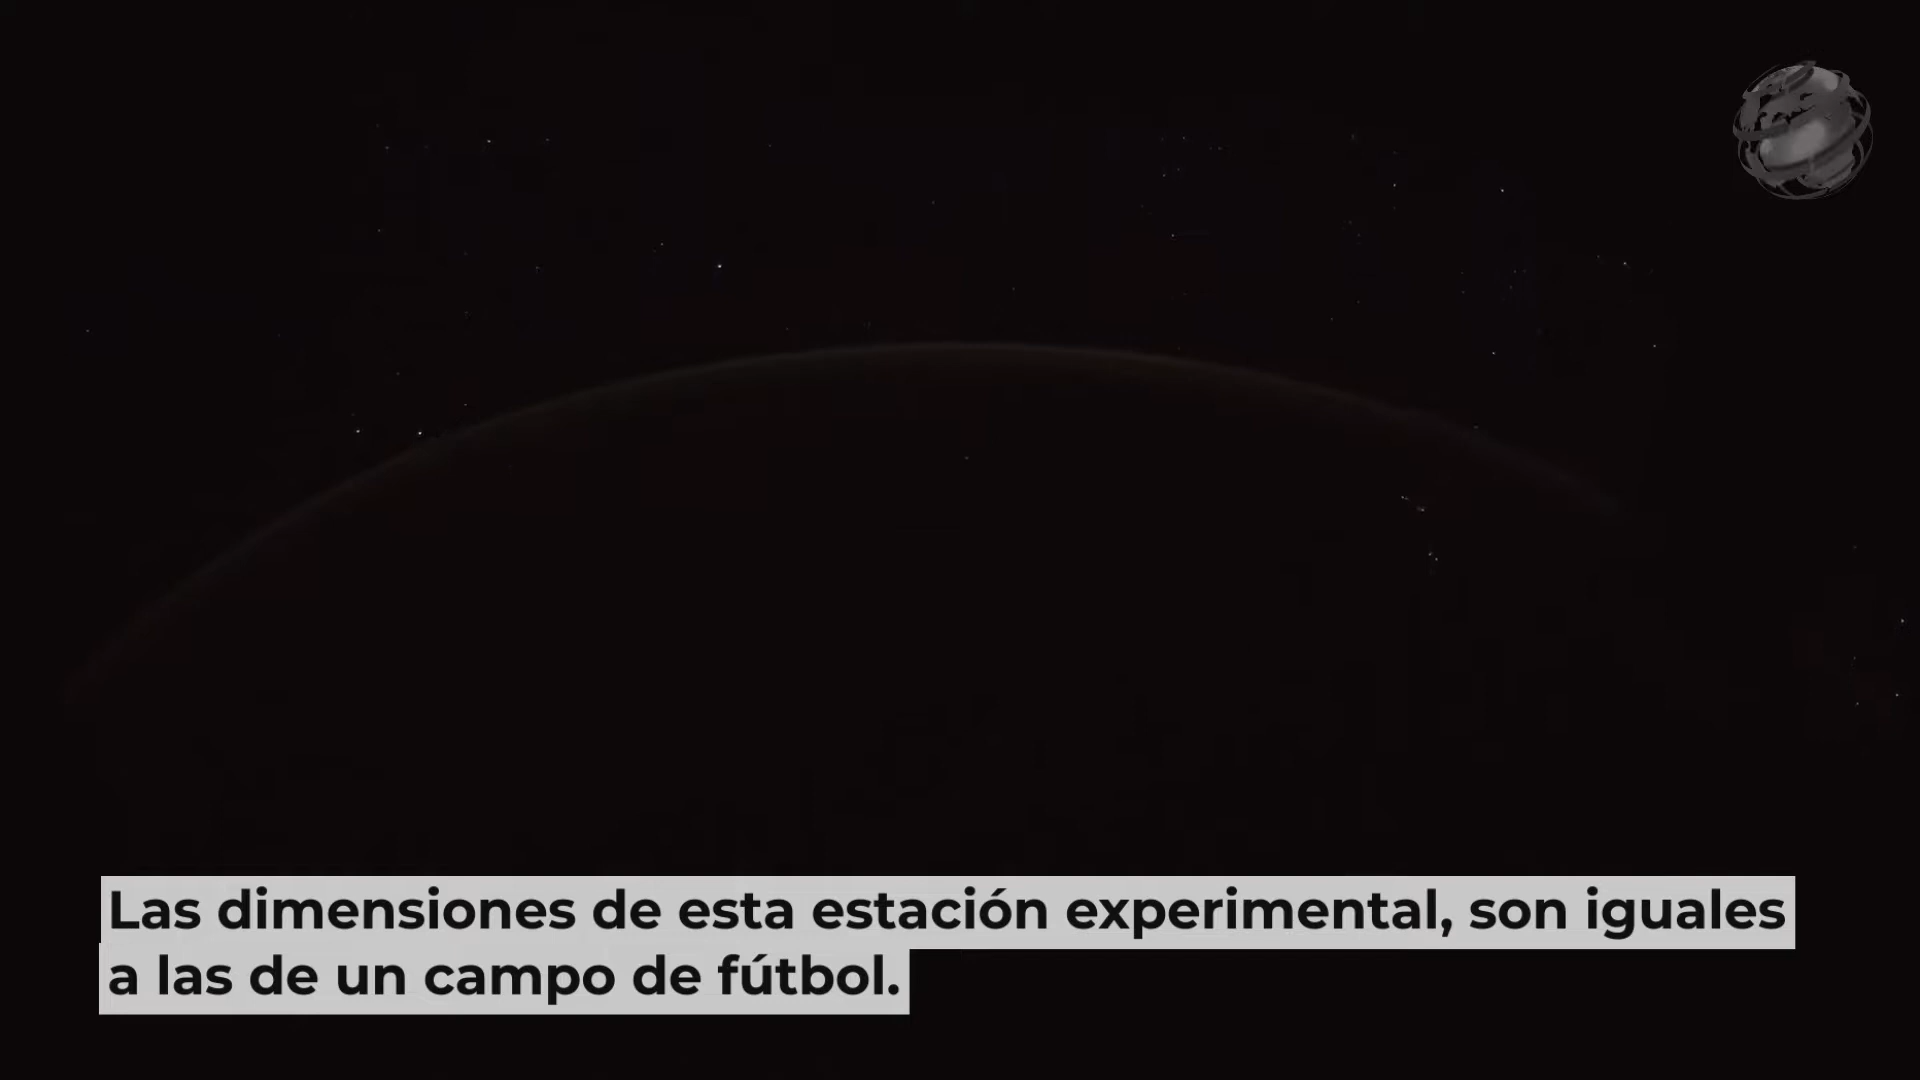 Las dimensiones de esta estación experimental, son iguales
a las de un campo de fútbol.